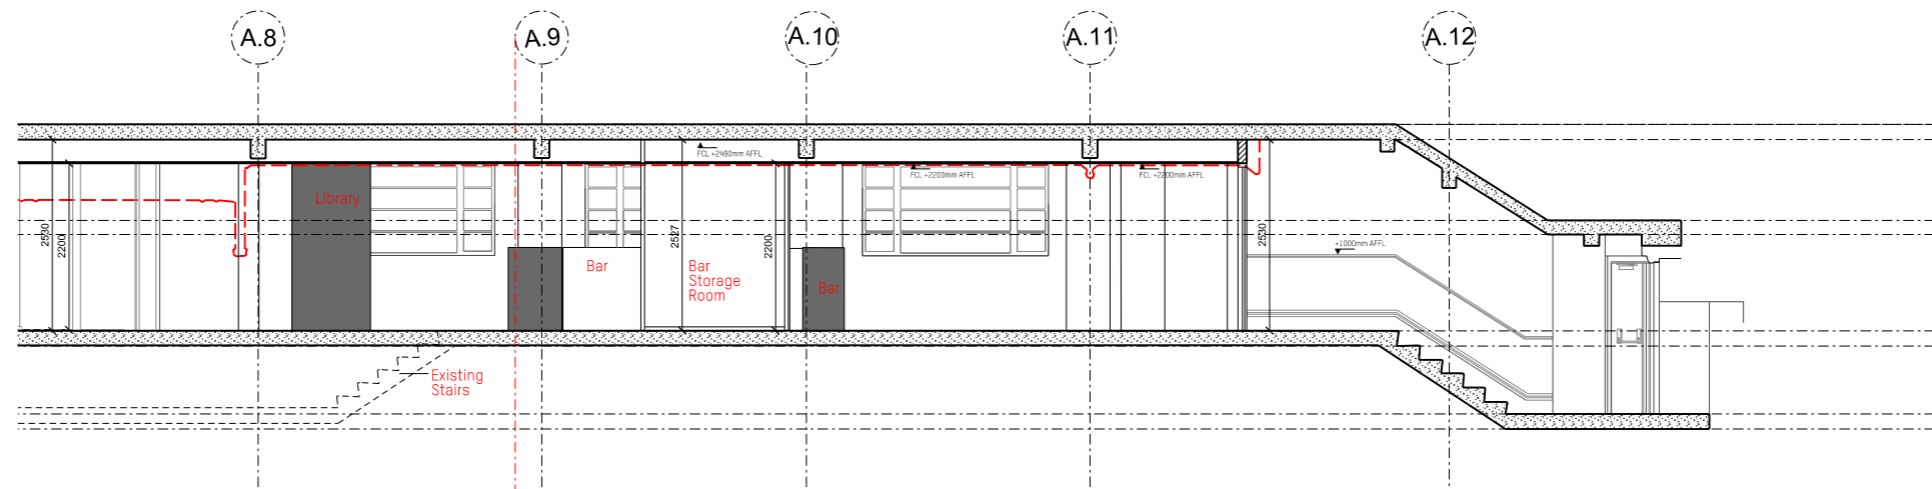 A.8
A.9
A.10
A.11
A.12
FCL +2490mm AFFL
FCL +2200mm AFFL
FCL +2200mm AFFL
Library
2530
2200
2527
2200
2530
+1000mm AFFL
Bar
Bar
Storage
Room
Bar
Existing
Stairs